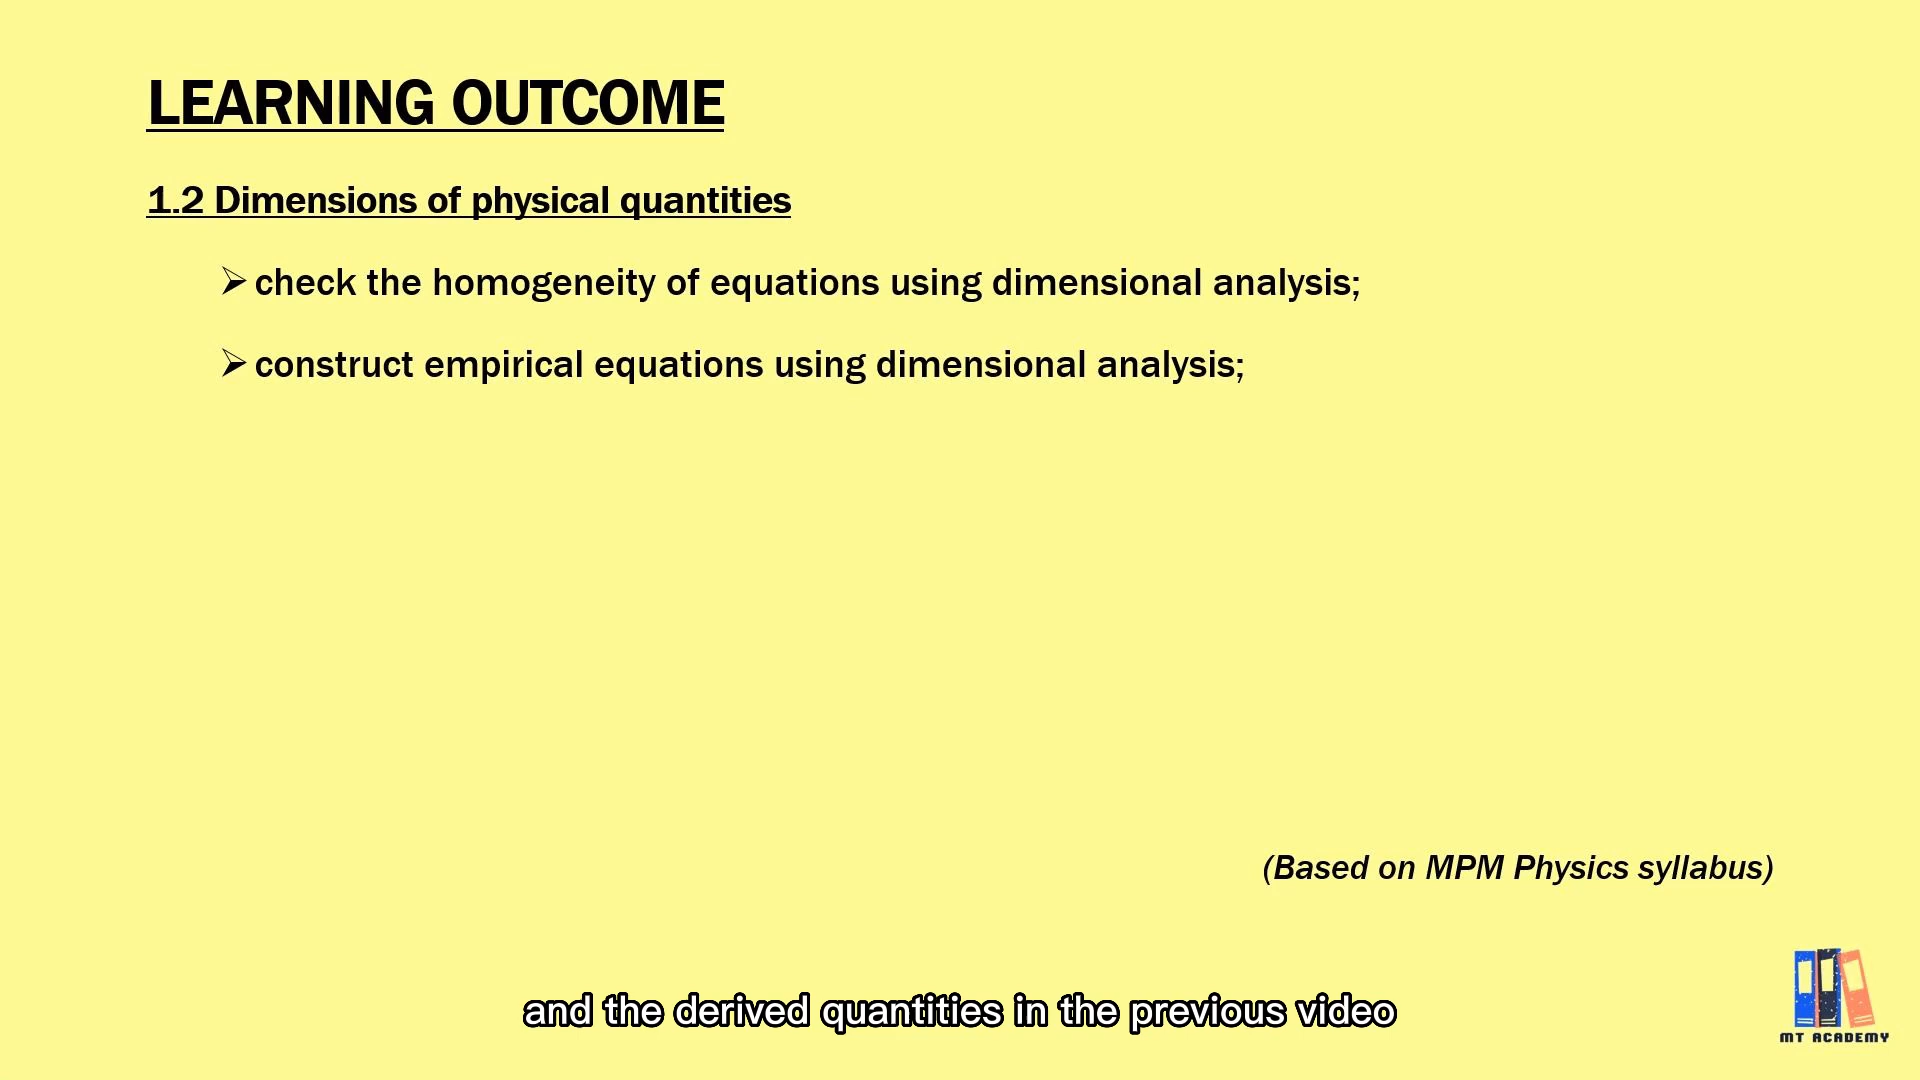 LEARNING OUTCOME
1.2 Dimensions of physical quantities
check the homogeneity of equations using dimensional analysis;
construct empirical equations using dimensional analysis;
(Based on MPM Physics syllabus)
and the derived quantities in the previous video
MT ACADEMY